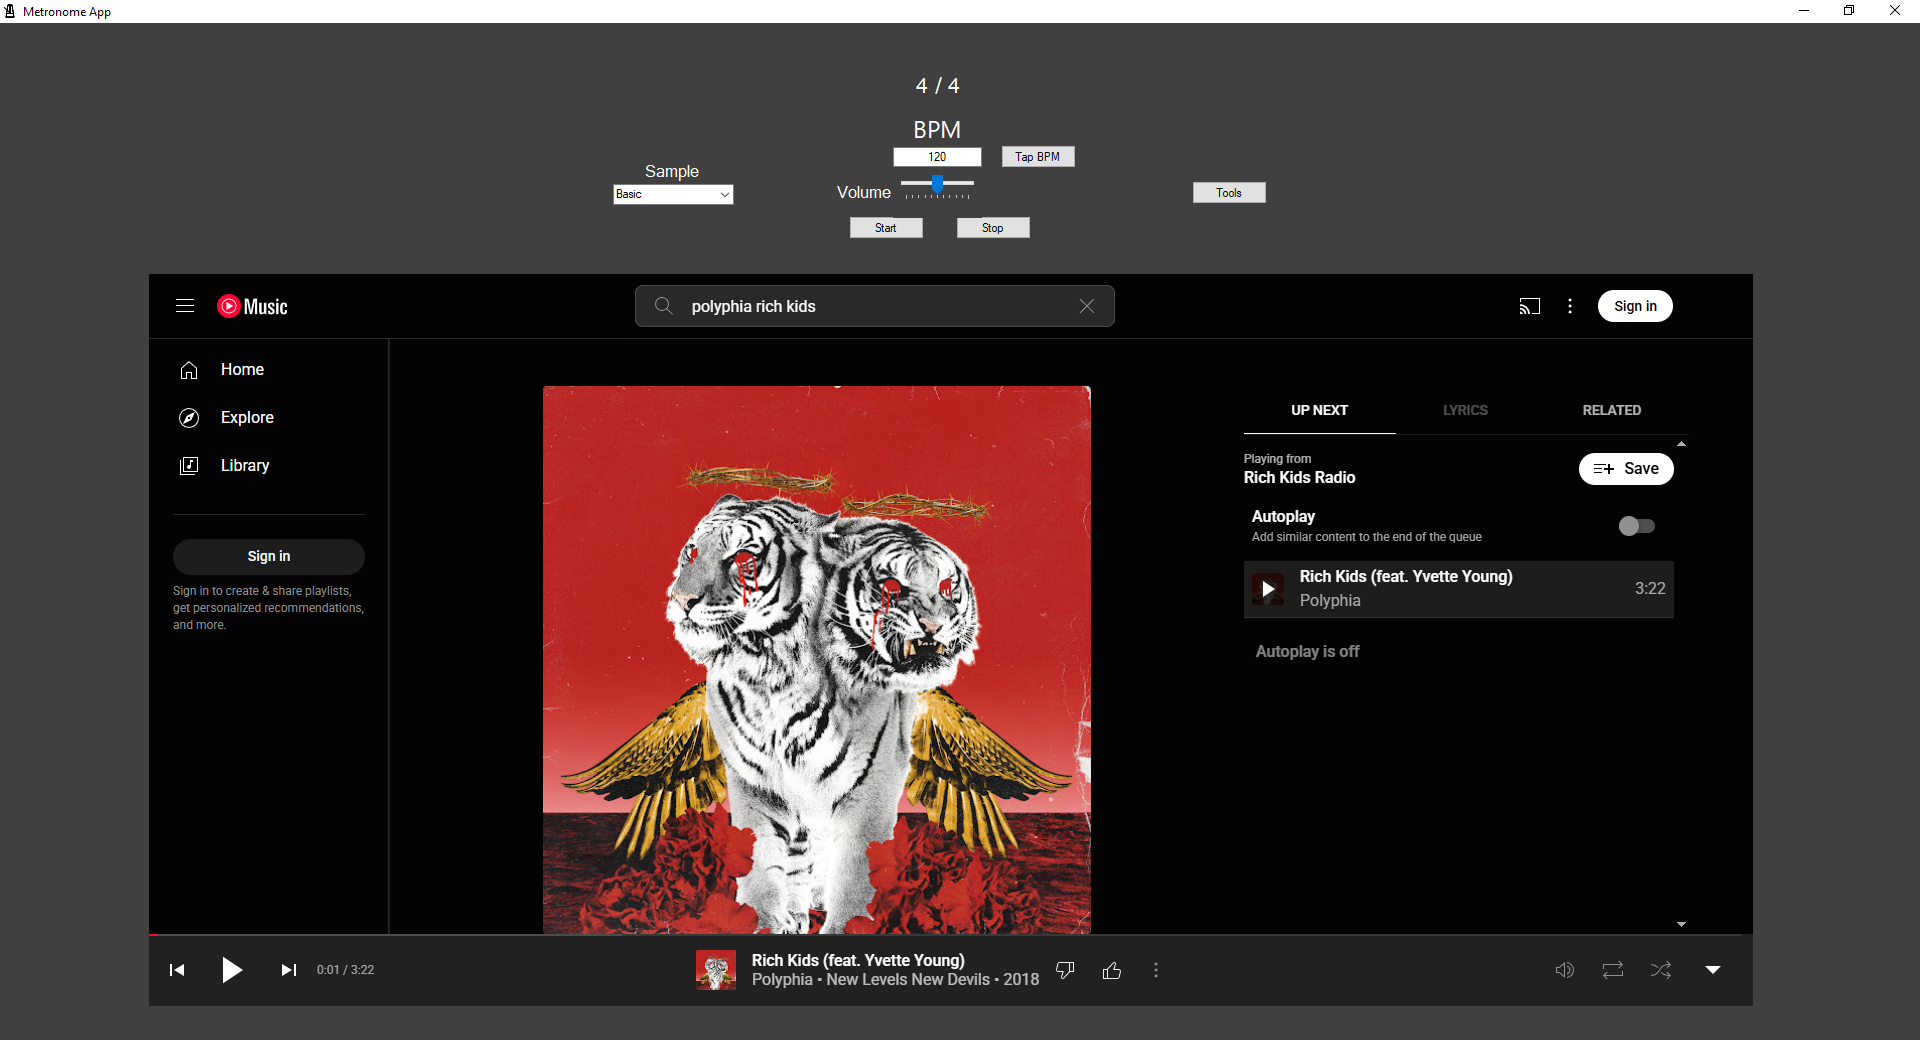 Metronome App
4 / 4
BPM
120
Tap BPM
Sample
Basic
Volume
Tools
Start
Stop
Music
polyphia rich kids
Sign in
Home
Explore
Library
Sign in
Sign in to create & share playlists,
get personalized recommendations,
and more.
UP NEXT
LYRICS
RELATED
Playing from
Rich Kids Radio
Save
Autoplay
Add similar content to the end of the queue
Rich Kids (feat. Yvette Young)
Polyphia
3:22
Autoplay is off
0:01 / 3:22
Rich Kids (feat. Yvette Young)
Polyphia • New Levels New Devils • 2018